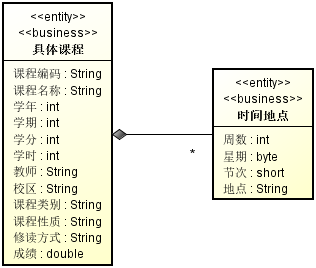 <<entity>>
<<business>>
具体课程
课程编码 : String
课程名称 : String
学年 : int
学期 : int
学分 : int
学时 : int
教师 : String
校区 : String
课程类别 : String
课程性质 : String
修读方式 : String
成绩 : double
*
<<entity>>
<<business>>
时间地点
周数 : int
星期 : byte
节次 : short
地点 : String